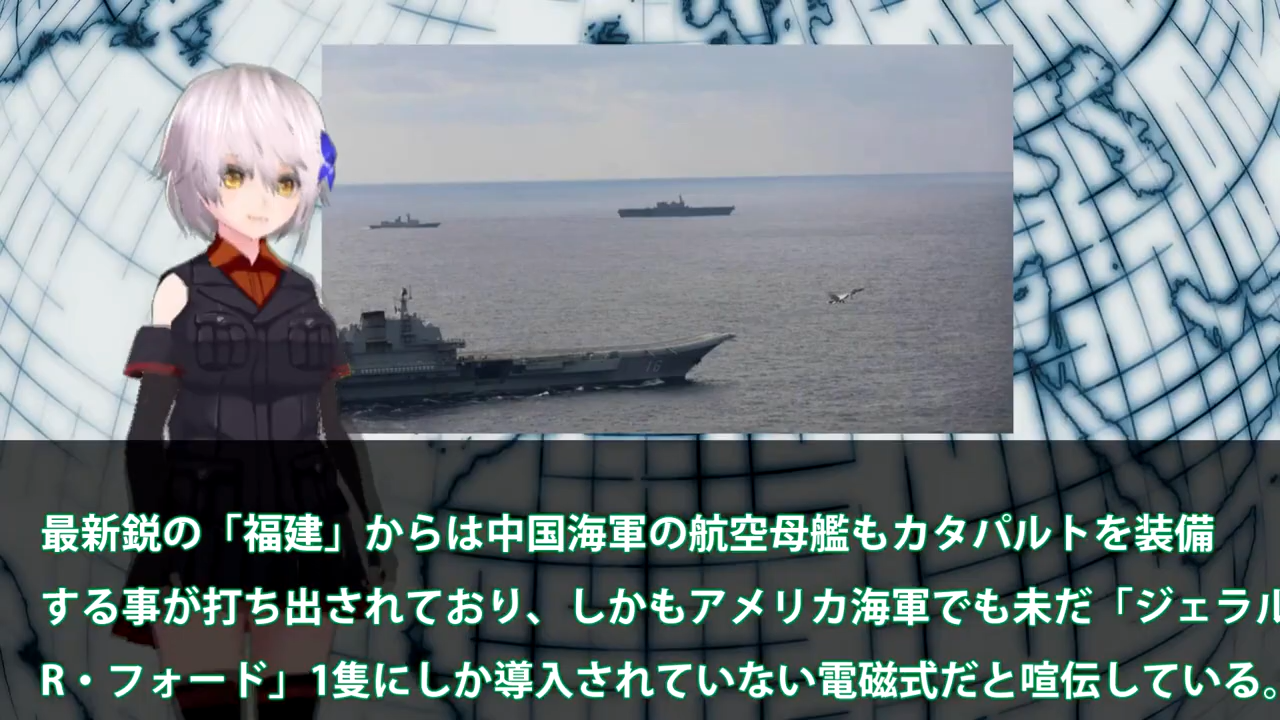 16
最新鋭の「福建」からは中国海軍の航空母艦もカタパルトを装備
する事が打ち出されており、しかもアメリカ海軍でも未だ「ジェラル
R・フォード」1隻にしか導入されていない電磁式だと喧伝している。